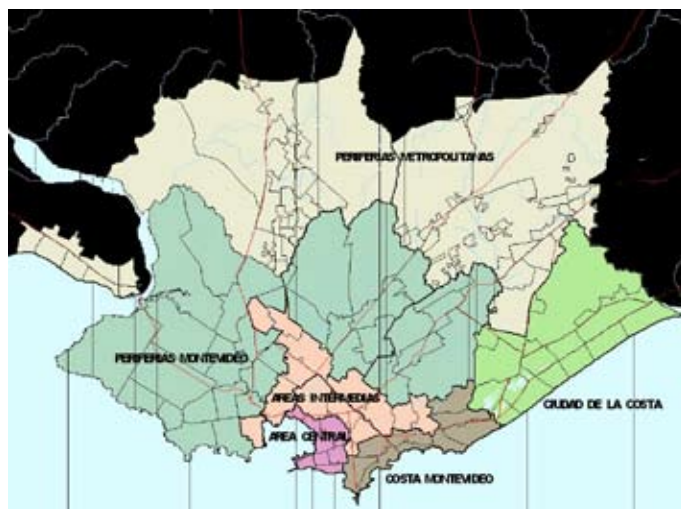 PERIFERIAS METROPOLITANAS
PERIFERIAS MONTEVIDEO
AREAS INTERMEDIAS
CIUDAD DE LA COSTA
AREA CENTRAL
COSTA MONTEVIDEO